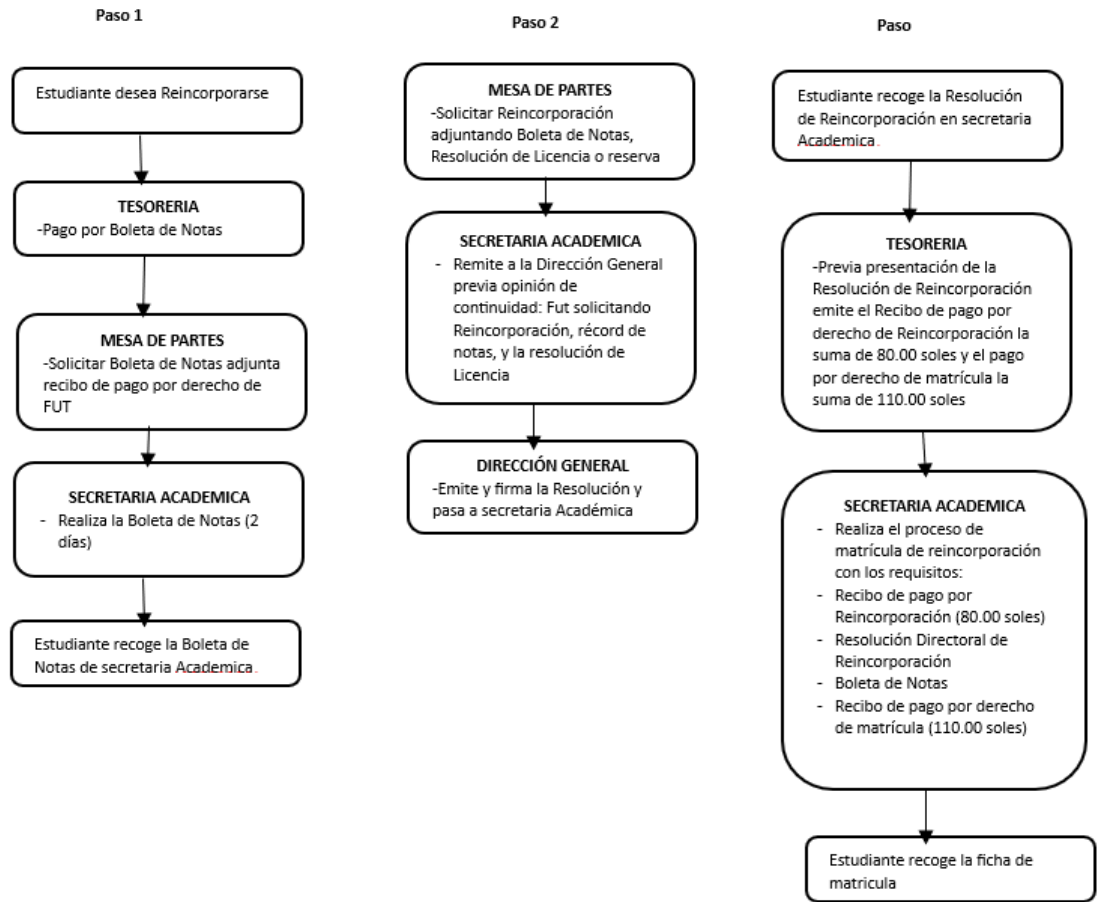 Paso 1
Estudiante desea Reincorporarse
TESORERIA
-Pago por Boleta de Notas
MESA DE PARTES
-Solicitar Boleta de Notas adjunta
recibo de pago por derecho de
FUT
SECRETARIA ACADEMICA
- Realiza la Boleta de Notas (2
días)
Estudiante recoge la Boleta de
Notas de secretaria Academica.
Paso 2
MESA DE PARTES
-Solicitar Reincorporación
adjuntando Boleta de Notas,
Resolución de Licencia o reserva
SECRETARIA ACADEMICA
- Remite a la Dirección General
previa opinión de
continuidad: Fut solicitando
Reincorporación, récord de
notas, y la resolución de
Licencia
DIRECCIÓN GENERAL
-Emite y firma la Resolución y
pasa a secretaria Académica
Paso
Estudiante recoge la Resolución
de Reincorporación en secretaria
Academica.
TESORERIA
-Previa presentación de la
Resolución de Reincorporación
emite el Recibo de pago por
derecho de Reincorporación la
suma de 80.00 soles y el pago
por derecho de matrícula la
suma de 110.00 soles
SECRETARIA ACADEMICA
- Realiza el proceso de
matrícula de reincorporación
con los requisitos:
- Recibo de pago por
Reincorporación (80.00 soles)
- Resolución Directoral de
Reincorporación
- Boleta de Notas
- Recibo de pago por derecho
de matrícula (110.00 soles)
Estudiante recoge la ficha de
matricula